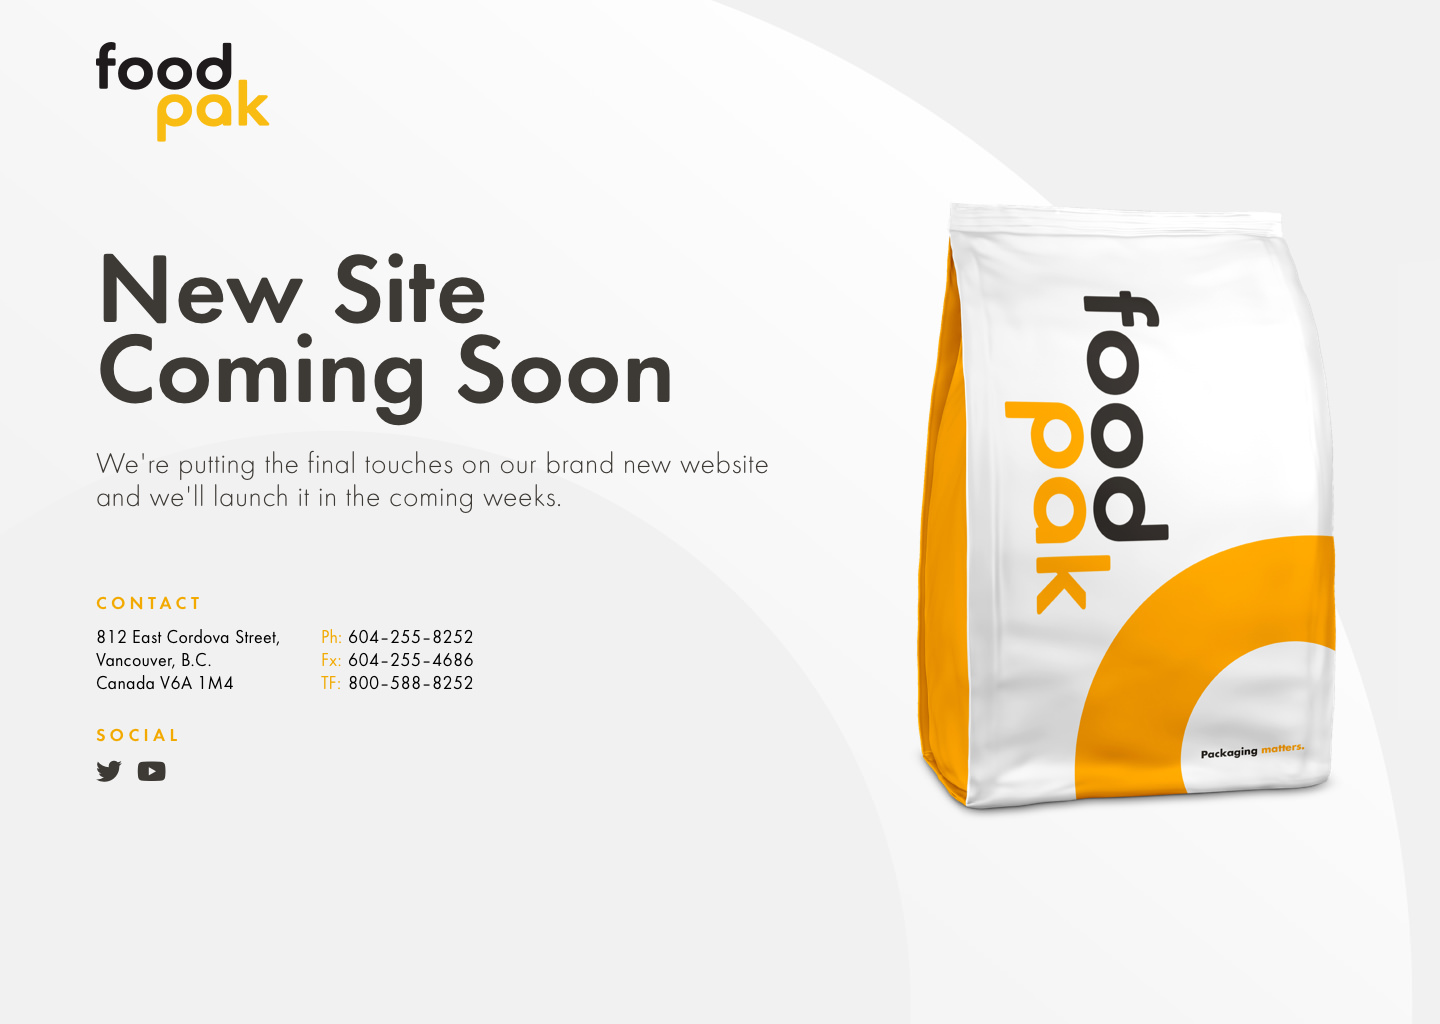 food
pak
New Site
Coming Soon
We're putting the final touches on our brand new website
and we'll launch it in the coming weeks.
CONTACT
812 East Cordova Street,
Vancouver, B.C.
Canada V6A 1M4
Ph: 604-255-8252
Fx: 604-255-4686
TF: 800-588-8252
SOCIAL
food
pak
Packaging matters.